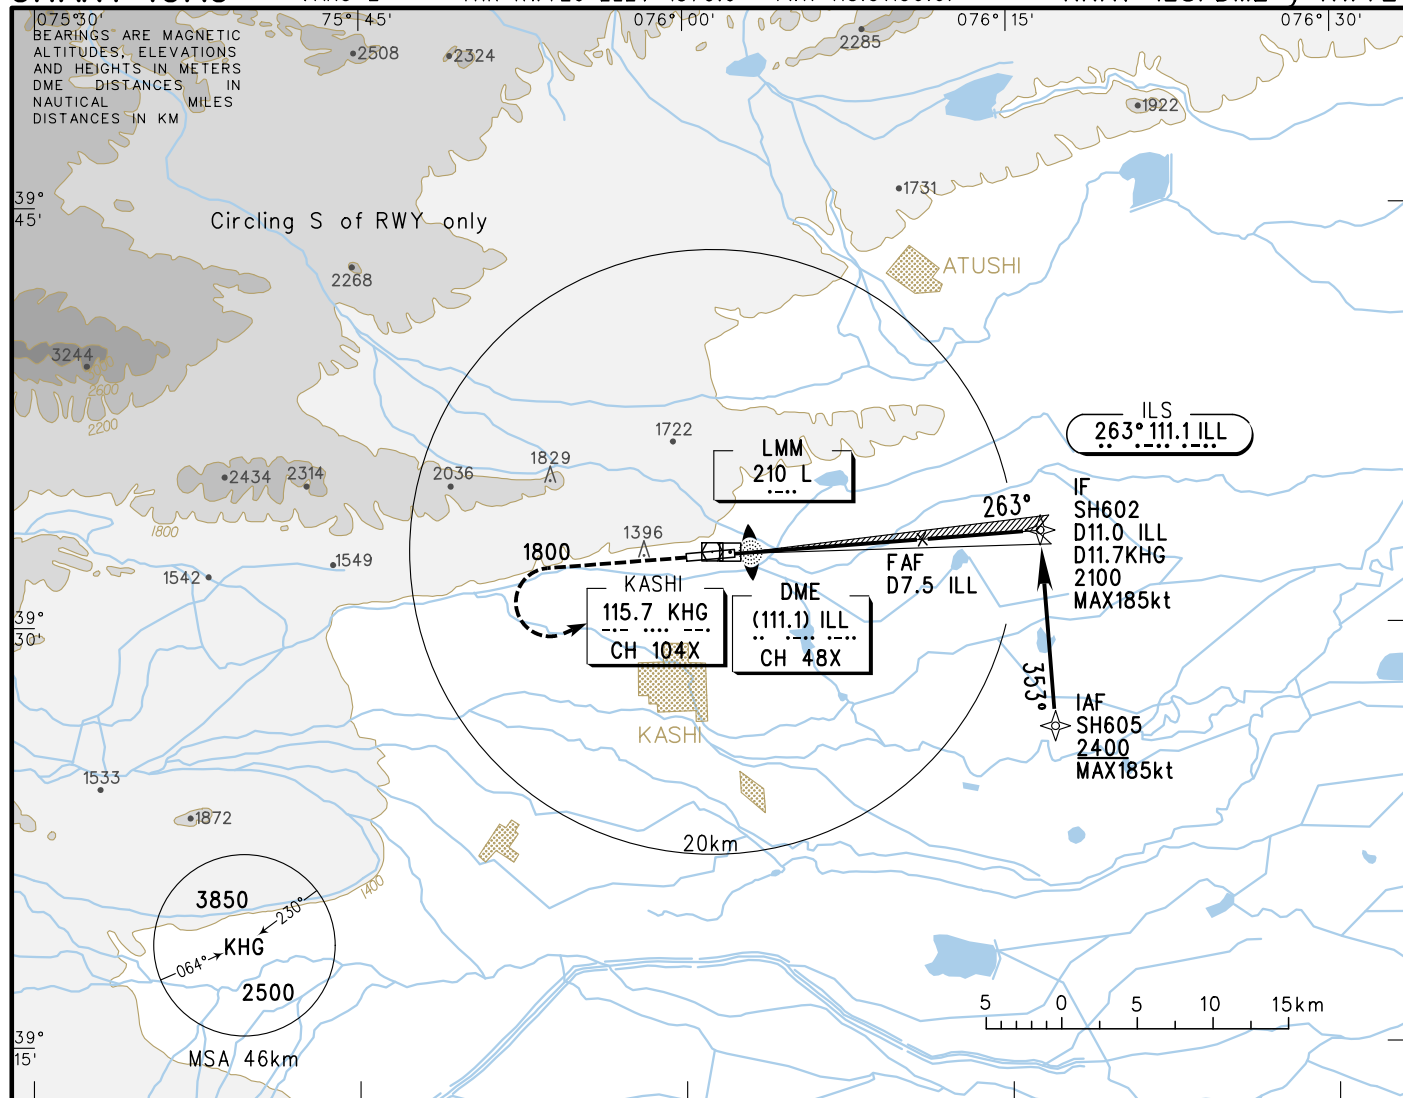 075°30'
75°45'
076°00'
076°15'
076°30'
BEARINGS ARE MAGNETIC
ALTITUDES, ELEVATIONS
AND HEIGHTS IN METERS
DME DISTANCES IN
NAUTICAL MILES
DISTANCES IN KM
2508
2324
2285
1922
1731
39°
45'
Circling S of RWY only
2268
ATUSHI
3244
2600
2200
ILS
263° 111.1 ILL
1722
LMM
210 L
1829
2434
2314
2036
1800
1396
1549
1542
1800
263°
IF
SH602
D11.0 ILL
D11.7KHG
2100
MAX185kt
FAF
D7.5 ILL
KASHI
115.7 KHG
CH 104X
DME
(111.1) ILL
CH 48X
39°
30'
353°
IAF
SH605
2400
MAX185kt
KASHI
1533
1872
20km
1400
3850
230°
KHG
064°
2500
MSA 46km
5 0 5 10 15km
39°
15'